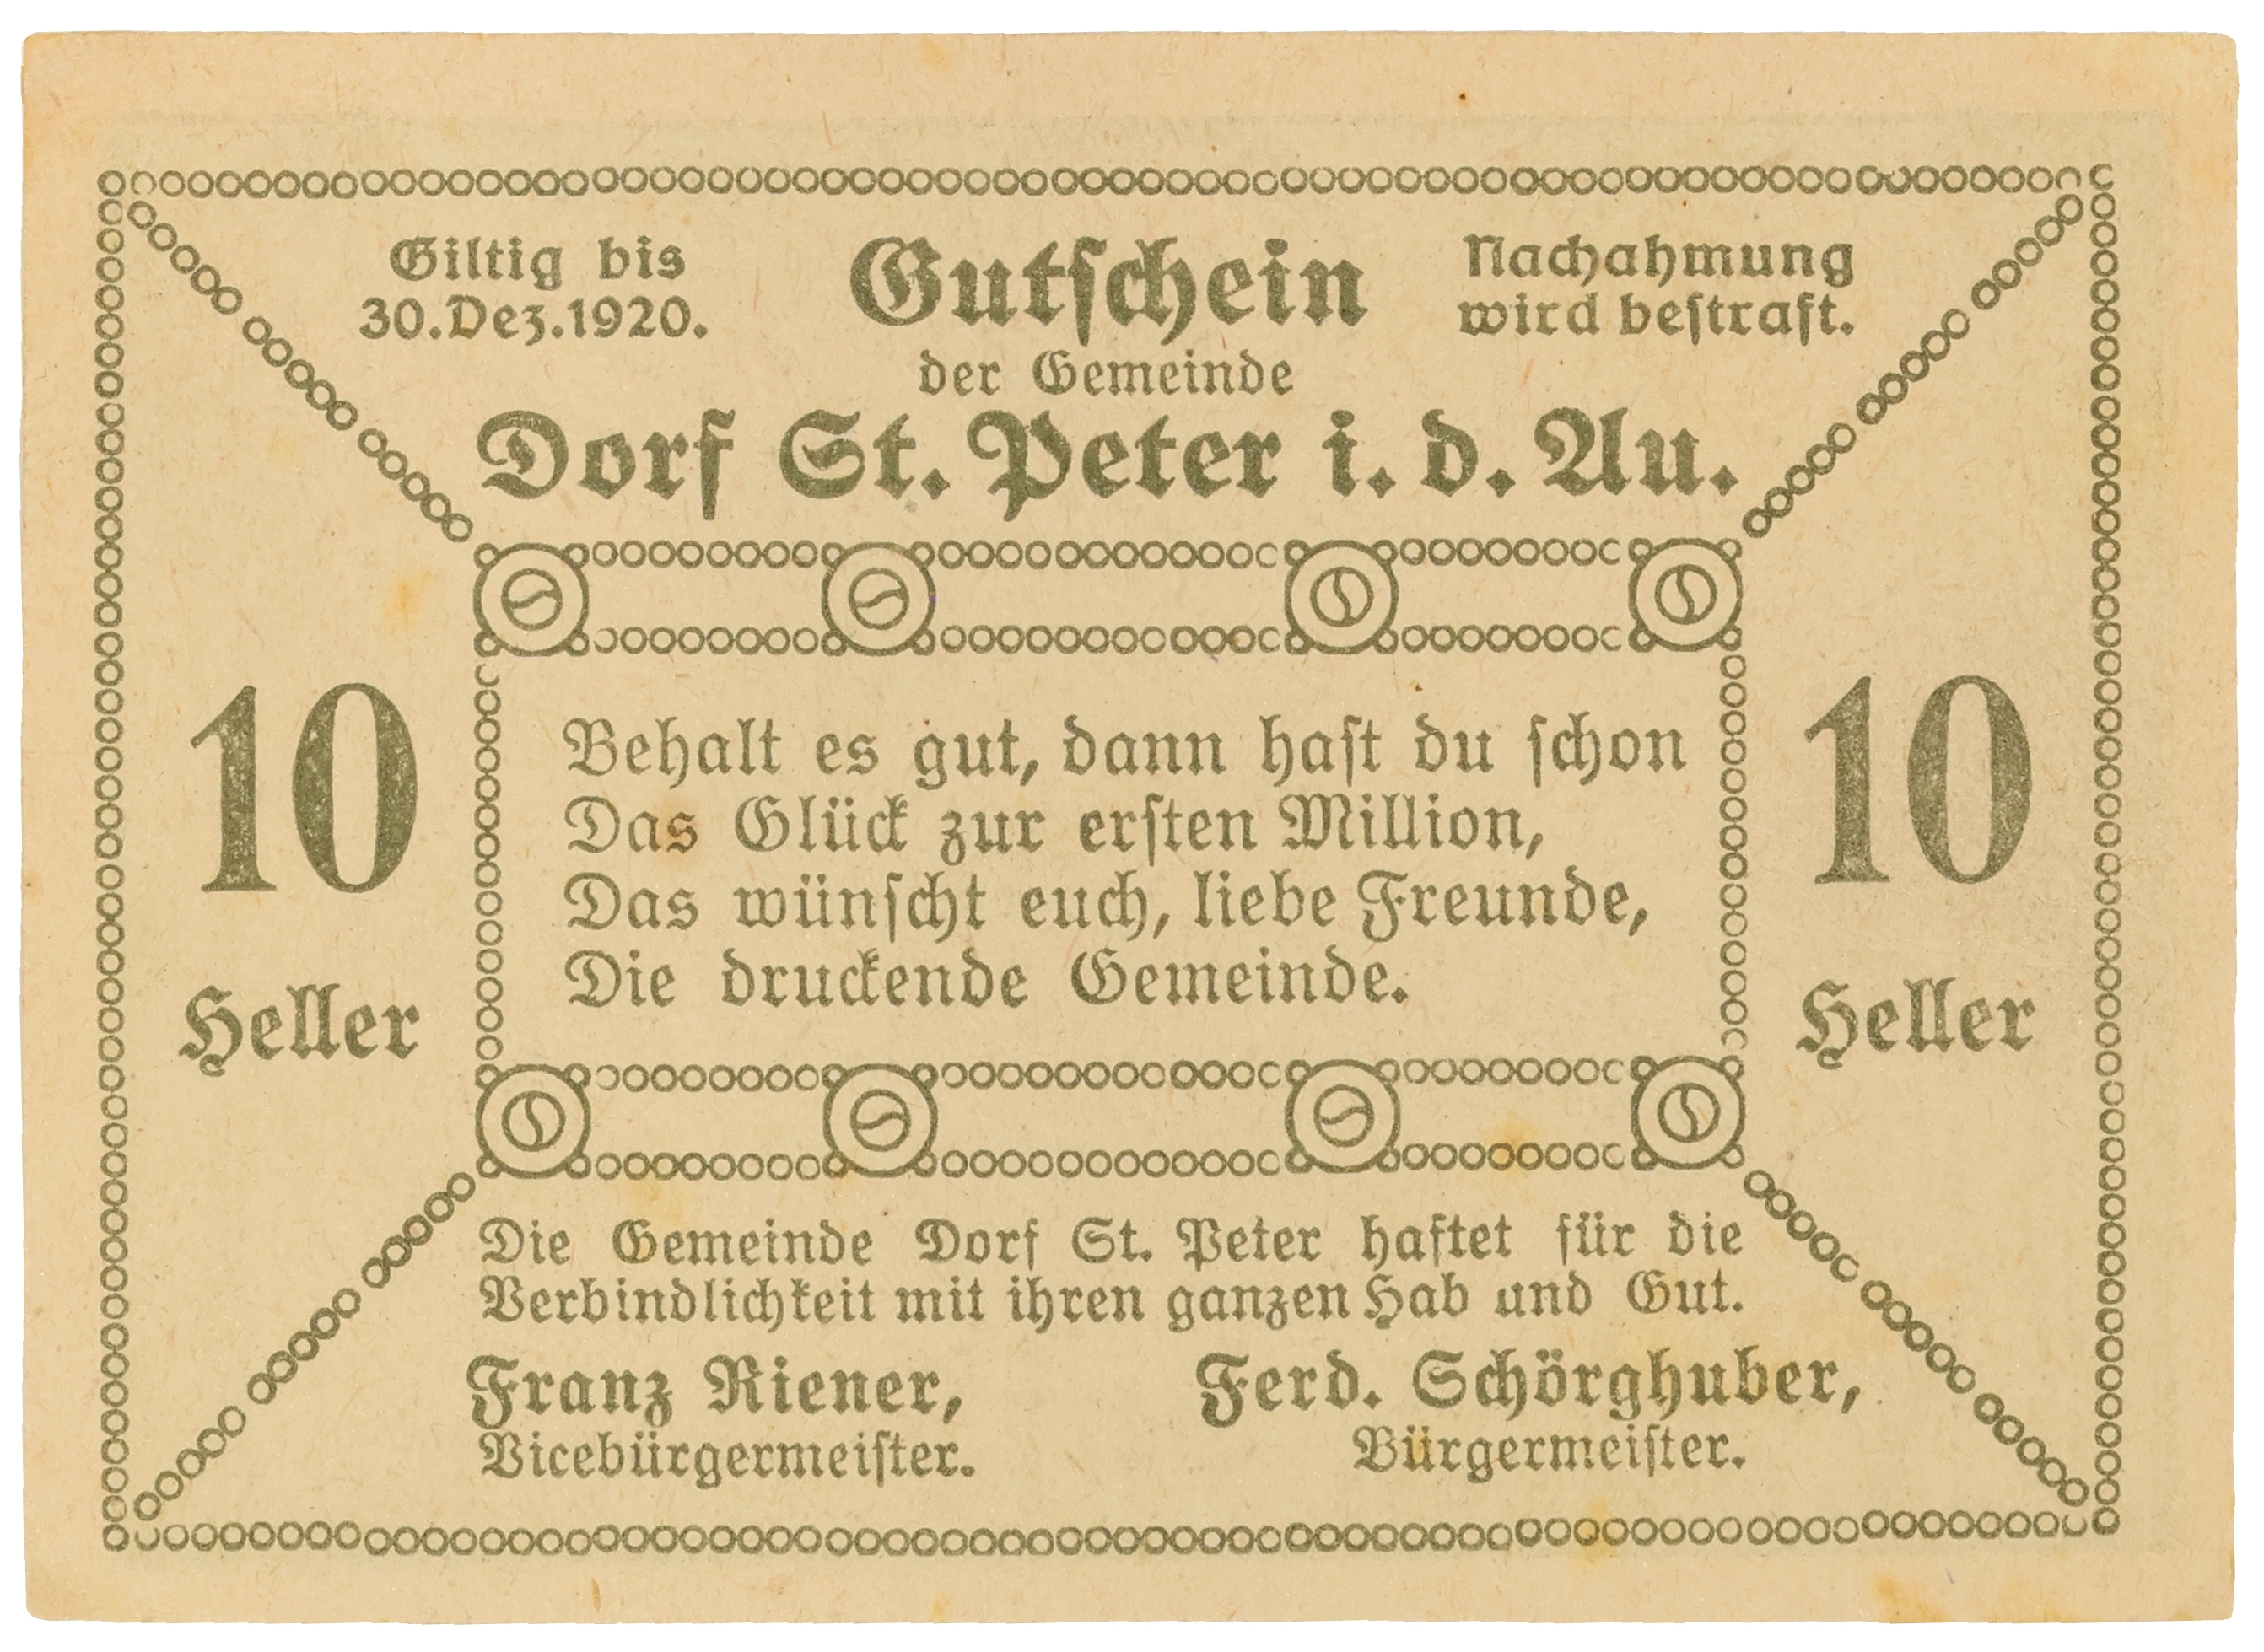 Giltig bis
30.Dez.1920.
Gutschein
Nachahmung
wird bestraft.
der Gemeinde
Dorf St. Peter i. d. Au.
10
Heller
Behalt es gut, dann hast du schon
Das Glück zur ersten Million,
Das wünscht euch, liebe Freunde,
Die druckende Gemeinde.
10
Heller
Die Gemeinde Dorf St. Peter haftet für die
Verbindlichkeit mit ihren ganzen Hab und Gut.
Franz Riener,
Vicebürgermeister.
Ferd. Schörghuber,
Bürgermeister.